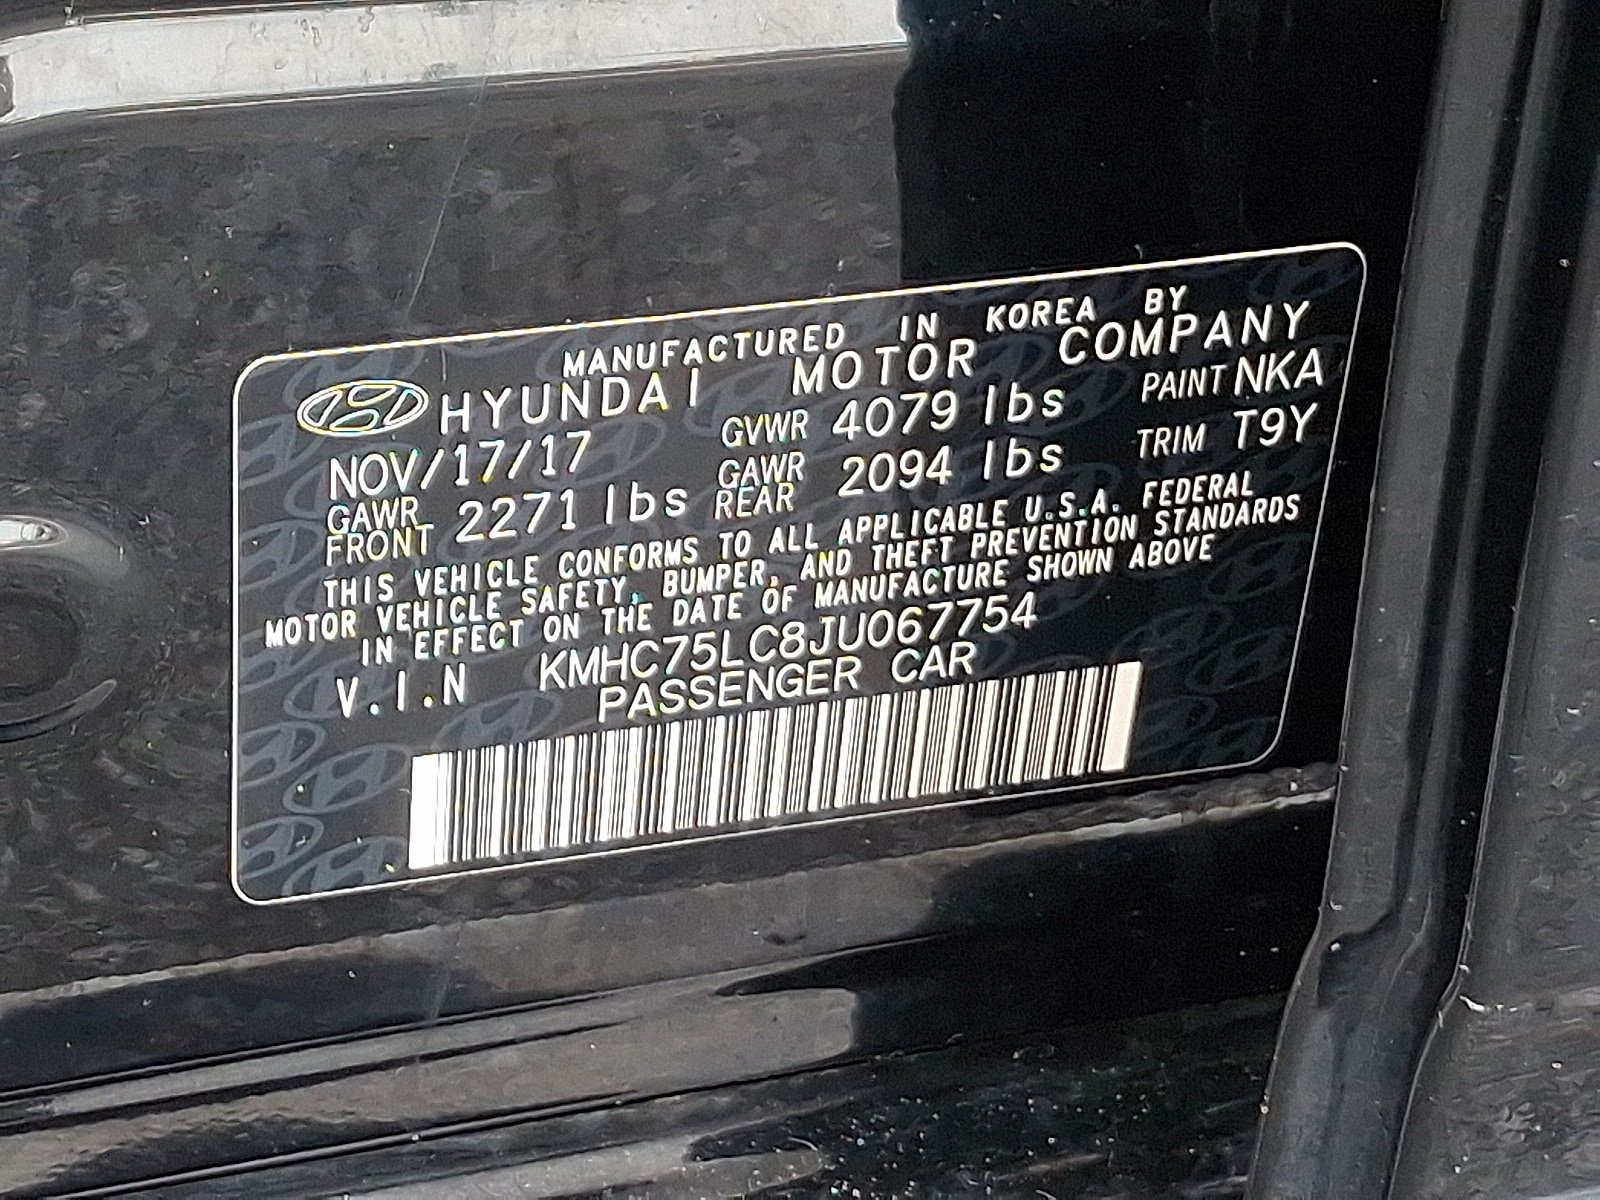 MANUFACTURED IN KOREA BY
HYUNDAI MOTOR COMPANY
NOV/17/17 GVWR 4079 lbs PAINT NKA
GAWR FRONT 2271 lbs GAWR REAR 2094 lbs TRIM T9Y
THIS VEHICLE CONFORMS TO ALL APPLICABLE U.S.A. FEDERAL
MOTOR VEHICLE SAFETY, BUMPER, AND THEFT PREVENTION STANDARDS
IN EFFECT ON THE DATE OF MANUFACTURE SHOWN ABOVE
V.I.N KMHC75LC8JU067754
PASSENGER CAR